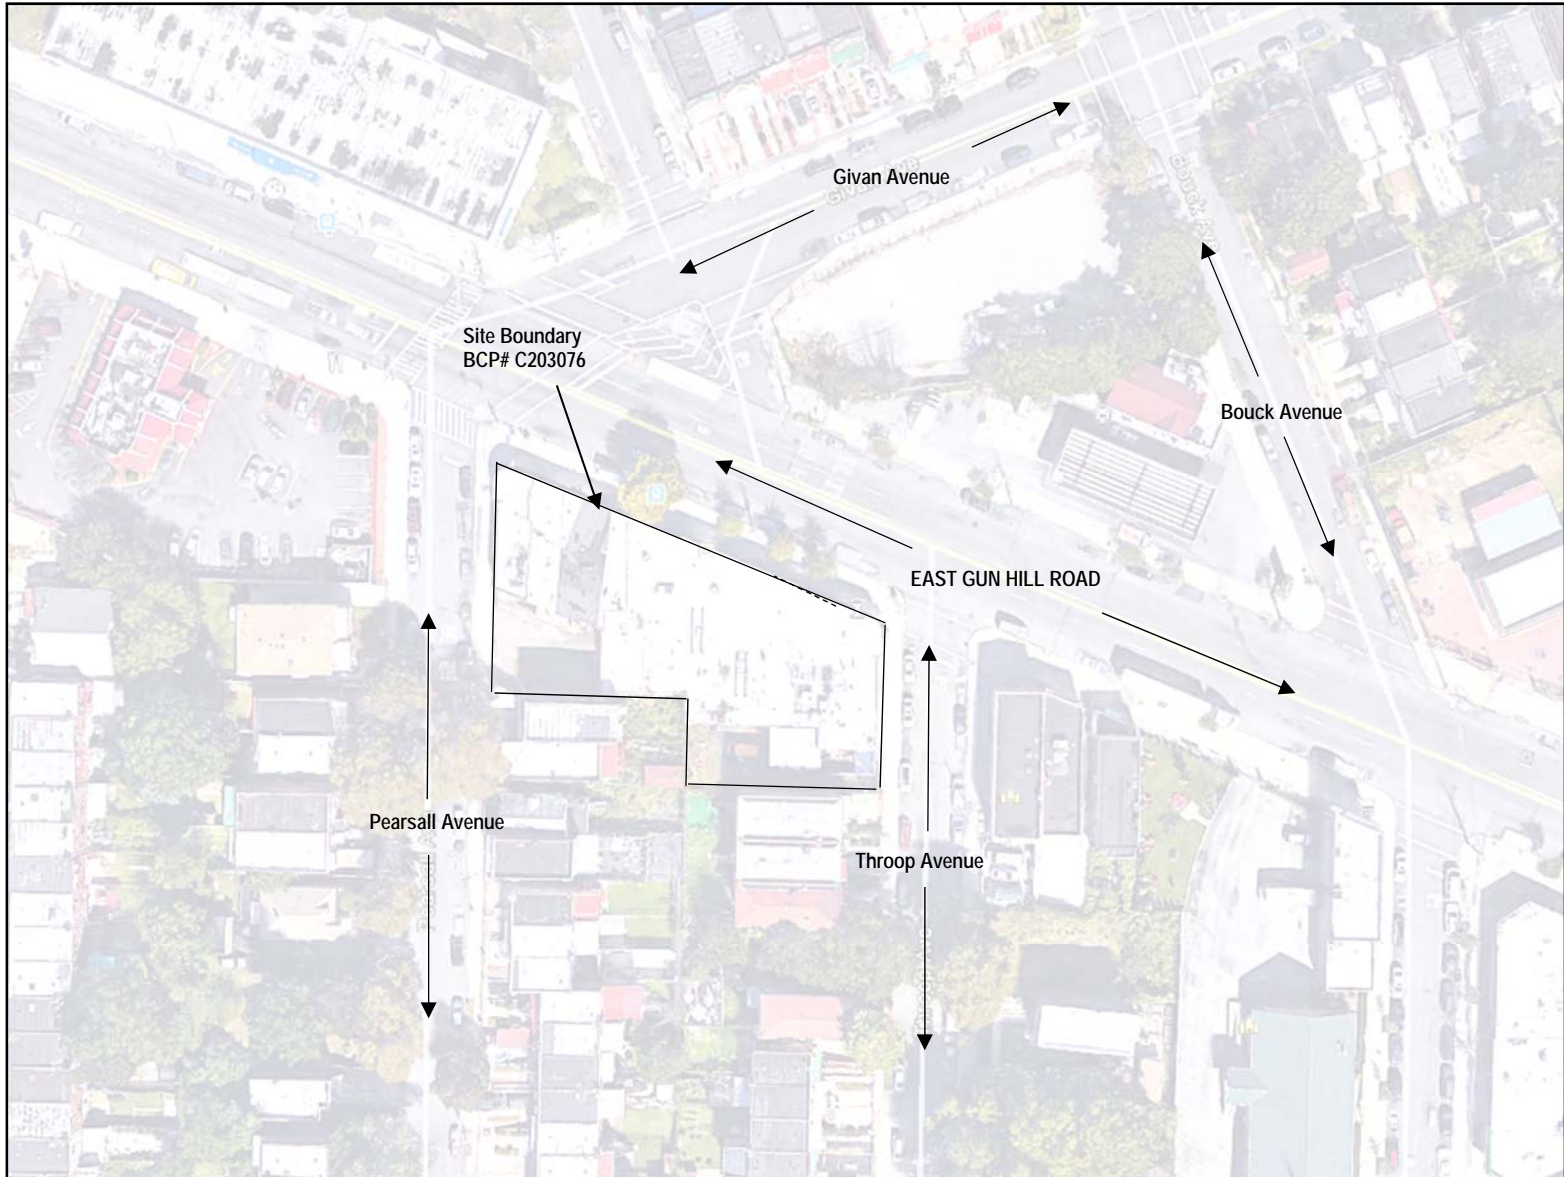 Givan Avenue
Site Boundary
BCP# C203076
Bouck Avenue
EAST GUN HILL ROAD
Pearsall Avenue
Throop Avenue